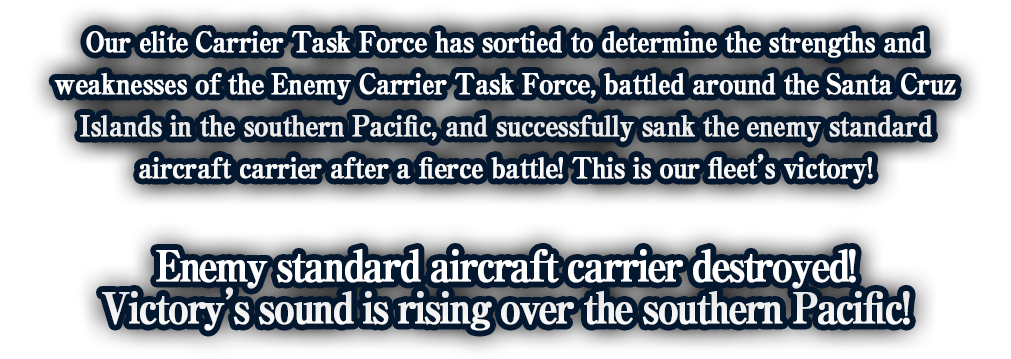 Our elite Carrier Task Force has sortied to determine the strengths and
weaknesses of the Enemy Carrier Task Force, battled around the Santa Cruz
Islands in the southern Pacific, and successfully sank the enemy standard
aircraft carrier after a fierce battle! This is our fleet’s victory!
Enemy standard aircraft carrier destroyed!
Victory’s sound is rising over the southern Pacific!